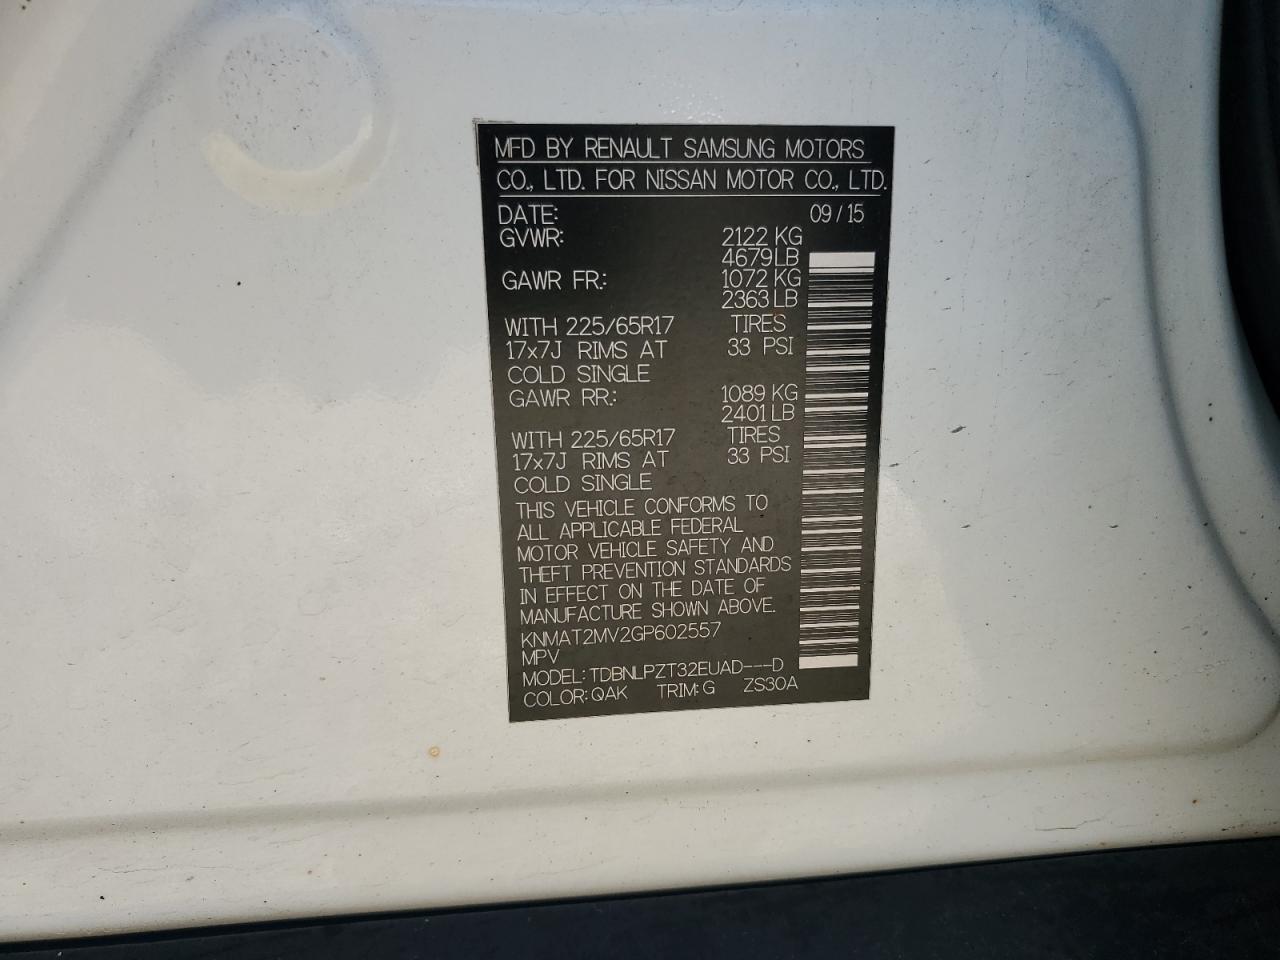 MFD BY RENAULT SAMSUNG MOTORS
CO., LTD. FOR NISSAN MOTOR CO., LTD.
DATE: 09/15
GVWR: 2122 KG
4679 LB
GAWR FR.: 1072 KG
2363 LB
WITH 225/65R17 TIRES
17x7J RIMS AT 33 PSI
COLD SINGLE
GAWR RR.: 1089 KG
2401 LB
WITH 225/65R17 TIRES
17x7J RIMS AT 33 PSI
COLD SINGLE
THIS VEHICLE CONFORMS TO
ALL APPLICABLE FEDERAL
MOTOR VEHICLE SAFETY AND
THEFT PREVENTION STANDARDS
IN EFFECT ON THE DATE OF
MANUFACTURE SHOWN ABOVE.
KNMAT2MV2GP602557
MPV
MODEL: TDBNLPZT32EUAD---D
COLOR: QAK TRIM: G ZS30A